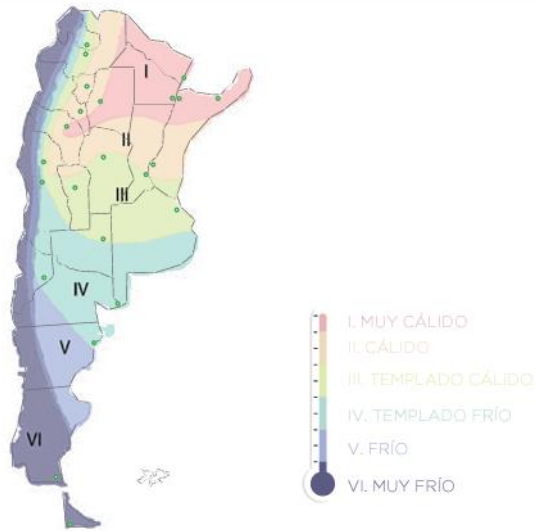 I
II
III
IV
V
VI
I. MUY CÁLIDO
II. CÁLIDO
III. TEMPLADO CÁLIDO
IV. TEMPLADO FRÍO
V. FRÍO
VI. MUY FRÍO